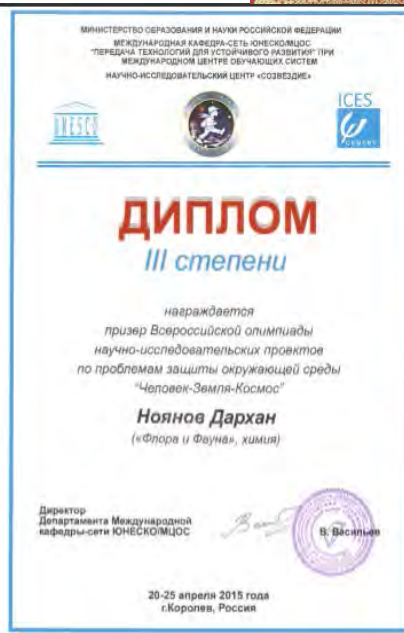 МИНИСТЕРСТВО ОБРАЗОВАНИЯ И НАУКИ РОССИЙСКОЙ ФЕДЕРАЦИИ
МЕЖДУНАРОДНАЯ КАФЕДРА-СЕТЬ ЮНЕСКО/МЦОС
"ПЕРЕДАЧА ТЕХНОЛОГИЙ ДЛЯ УСТОЙЧИВОГО РАЗВИТИЯ" ПРИ
МЕЖДУНАРОДНОМ ЦЕНТРЕ ОБУЧАЮЩИХ СИСТЕМ
НАУЧНО-ИССЛЕДОВАТЕЛЬСКИЙ ЦЕНТР «СОЗВЕЗДИЕ»
UNESCO
ICES
CENTRE
ДИПЛОМ
III степени
награждается
призер Всероссийской олимпиады
научно-исследовательских проектов
по проблемам защиты окружающей среды
"Человек-Земля-Космос"
Ноянов Дархан
(«Флора и Фауна», химия)
Директор
Департамента Международной
кафедры-сети ЮНЕСКО/МЦОС
В. Васильев
20-25 апреля 2015 года
г.Королев, Россия